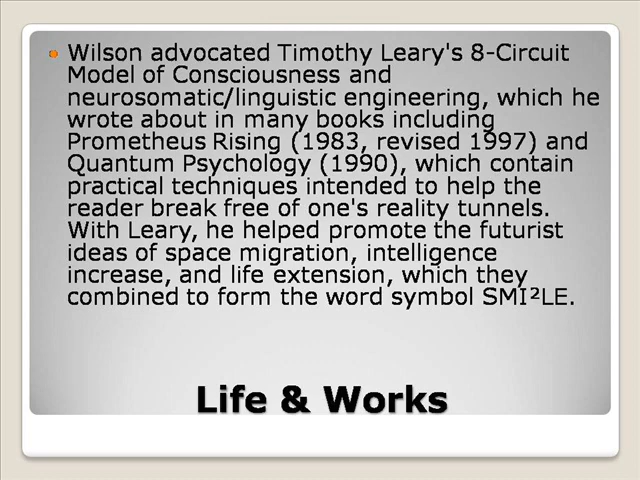 Wilson advocated Timothy Leary's 8-Circuit
Model of Consciousness and
neurosomatic/linguistic engineering, which he
wrote about in many books including
Prometheus Rising (1983, revised 1997) and
Quantum Psychology (1990), which contain
practical techniques intended to help the
reader break free of one's reality tunnels.
With Leary, he helped promote the futurist
ideas of space migration, intelligence
increase, and life extension, which they
combined to form the word symbol SMI²LE.
Life & Works